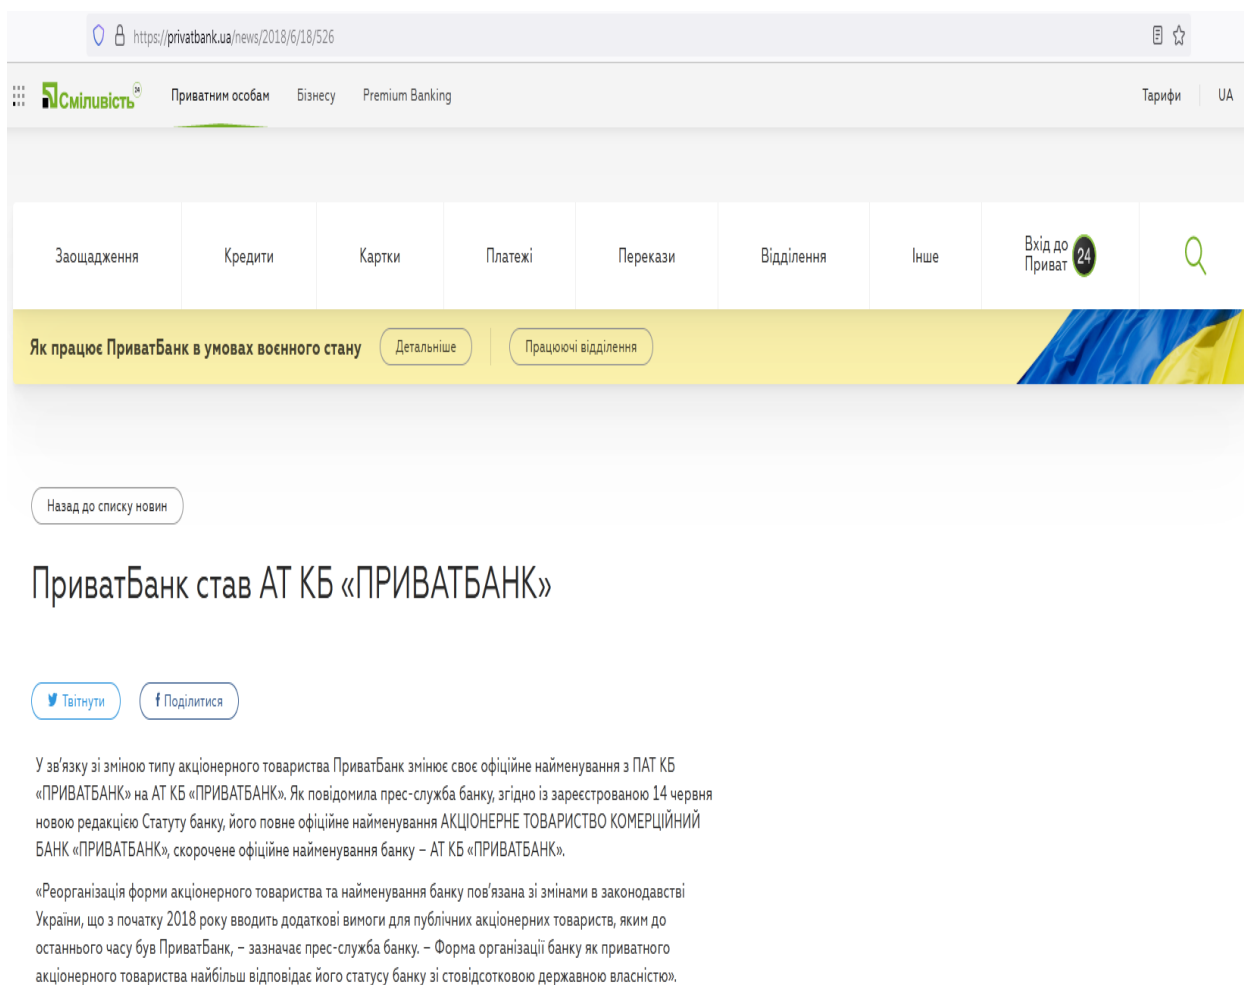 https://privatbank.ua/news/2018/6/18/526
Сміливість 24 Приватним особам Бізнесу Premium Banking Тарифи UA
Заощадження Кредити Картки Платежі Перекази Відділення Інше Вхід до Приват 24
Як працює ПриватБанк в умовах воєнного стану Детальніше Працюючі відділення
Назад до списку новин
ПриватБанк став АТ КБ «ПРИВАТБАНК»
Твітнути Поділитися
У зв’язку зі зміною типу акціонерного товариства ПриватБанк змінює своє офіційне найменування з ПАТ КБ
«ПРИВАТБАНК» на АТ КБ «ПРИВАТБАНК». Як повідомила прес-служба банку, згідно із зареєстрованою 14 червня
новою редакцією Статуту банку, його повне офіційне найменування АКЦІОНЕРНЕ ТОВАРИСТВО КОМЕРЦІЙНИЙ
БАНК «ПРИВАТБАНК», скорочене офіційне найменування банку – АТ КБ «ПРИВАТБАНК».
«Реорганізація форми акціонерного товариства та найменування банку пов’язана зі змінами в законодавстві
України, що з початку 2018 року вводить додаткові вимоги для публічних акціонерних товариств, яким до
останнього часу був ПриватБанк, – зазначає прес-служба банку. – Форма організації банку як приватного
акціонерного товариства найбільш відповідає його статусу банку зі стовідсотковою державною власністю».